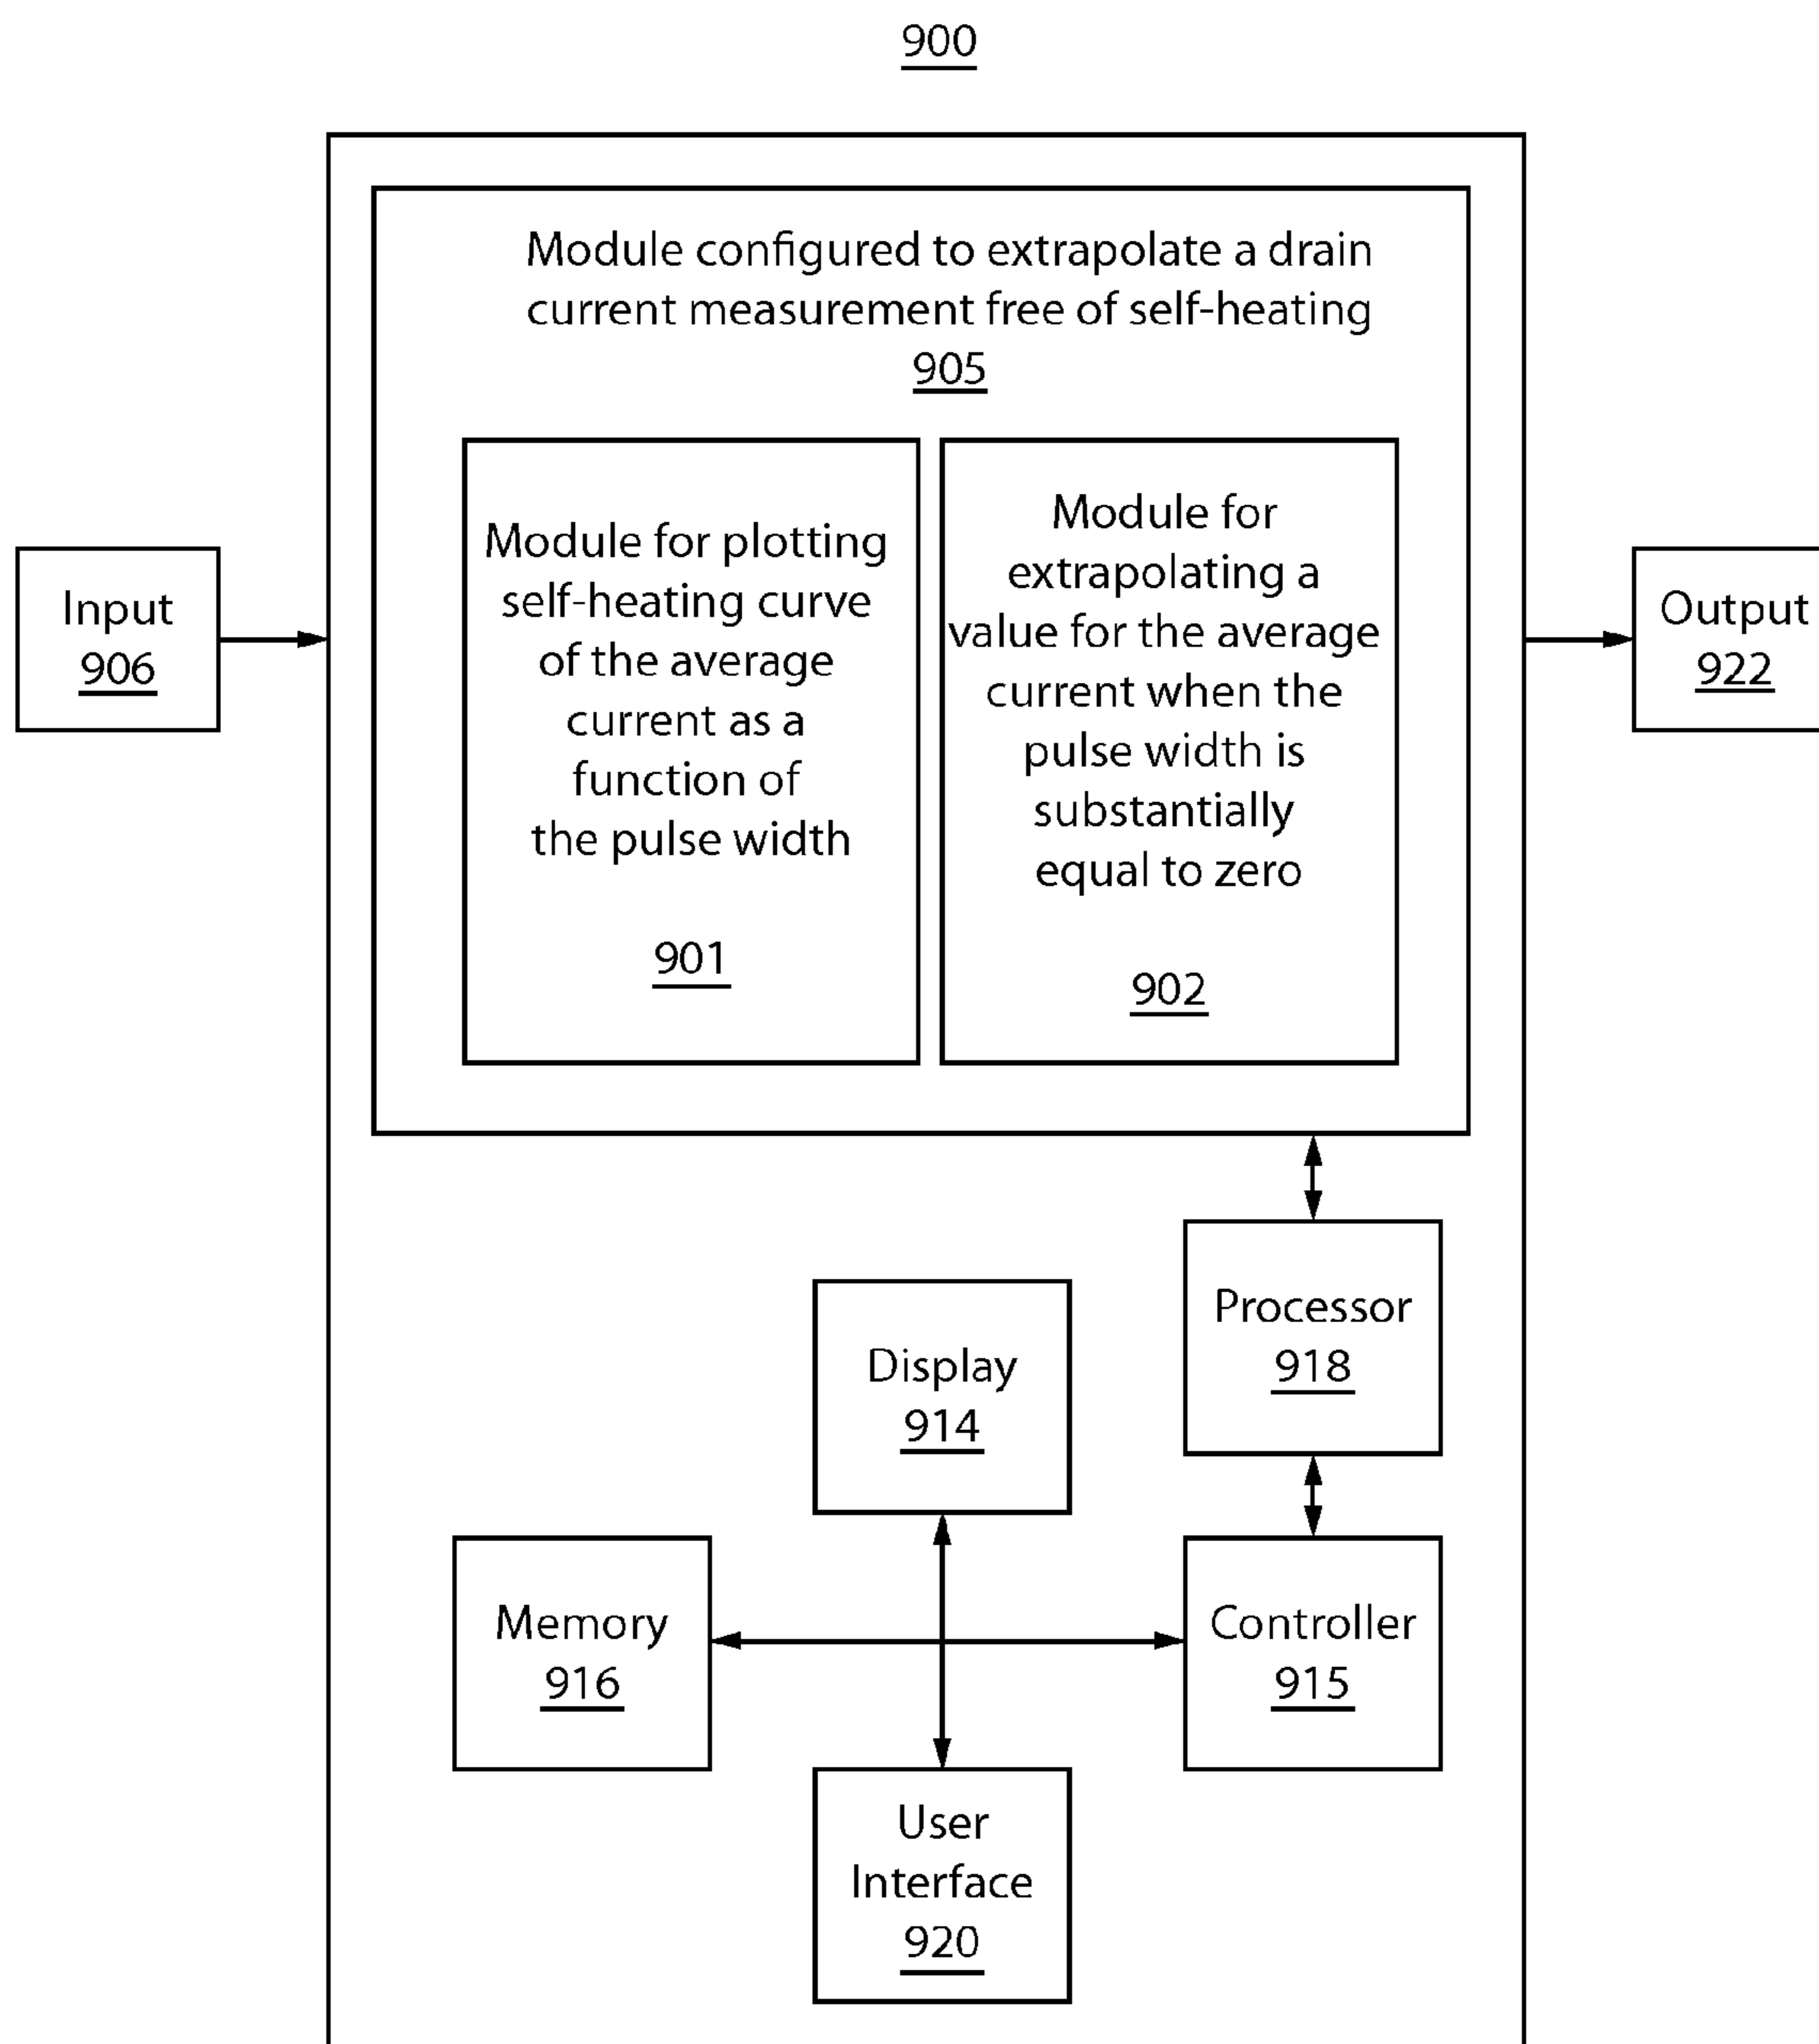 900
Module configured to extrapolate a drain
current measurement free of self-heating
905
Module for plotting
self-heating curve
of the average
current as a
function of
the pulse width
901
Module for
extrapolating a
value for the average
current when the
pulse width is
substantially
equal to zero
902
Input
906
Output
922
Processor
918
Display
914
Memory
916
Controller
915
User
Interface
920